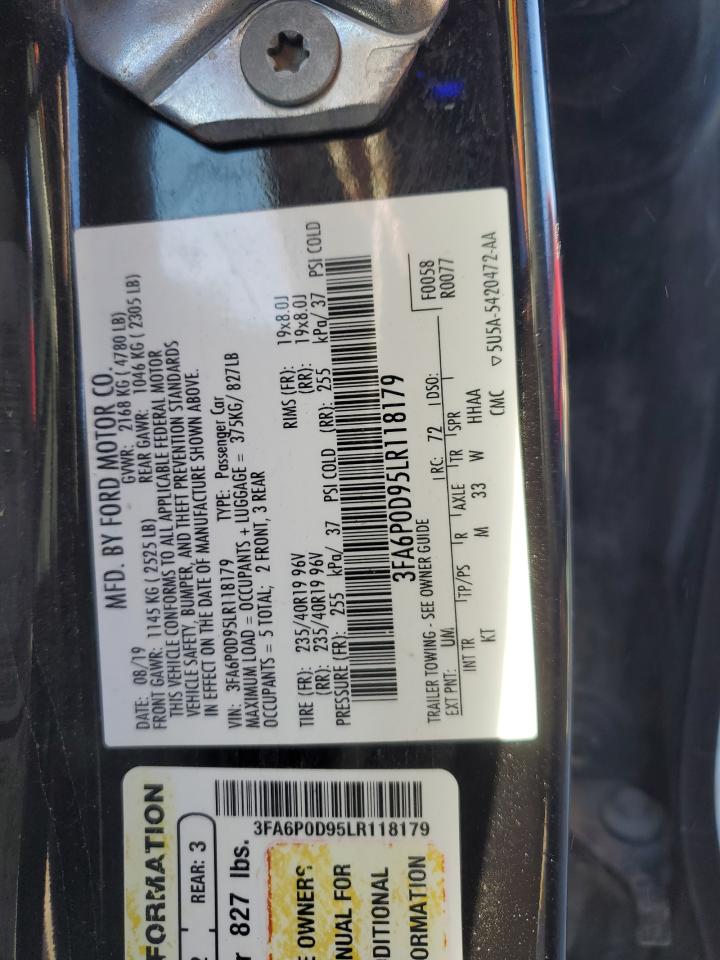 MFD. BY FORD MOTOR CO.
DATE: 08/19 GVWR: 2168 KG ( 4780 LB)
FRONT GAWR: 1145 KG ( 2525 LB) REAR GAWR: 1046 KG ( 2305 LB)
THIS VEHICLE CONFORMS TO ALL APPLICABLE FEDERAL MOTOR
VEHICLE SAFETY, BUMPER, AND THEFT PREVENTION STANDARDS
IN EFFECT ON THE DATE OF MANUFACTURE SHOWN ABOVE.
VIN: 3FA6P0D95LR118179 TYPE: Passenger Car
MAXIMUM LOAD = OCCUPANTS + LUGGAGE = 375KG/ 827LB
OCCUPANTS = 5 TOTAL; 2 FRONT, 3 REAR
TIRE (FR): 235/40R19 96V RIMS (FR): 19x8.0J
(RR): 235/40R19 96V (RR): 19x8.0J
PRESSURE (FR): 255 kPa/ 37 PSI COLD (RR): 255 kPa/ 37 PSI COLD
3FA6P0D95LR118179
TRAILER TOWING - SEE OWNER GUIDE F0058
EXT PNT: UM RC: 72 DSO: R0077
INT TR TP/PS R AXLE TR SPR
KT M 33 W HHAA
CMC ▽ 5U5A-5420472-AA
FORMATION
REAR: 3
827 lbs.
3FA6P0D95LR118179
E OWNERS
NUAL FOR
DITIONAL
ORMATION